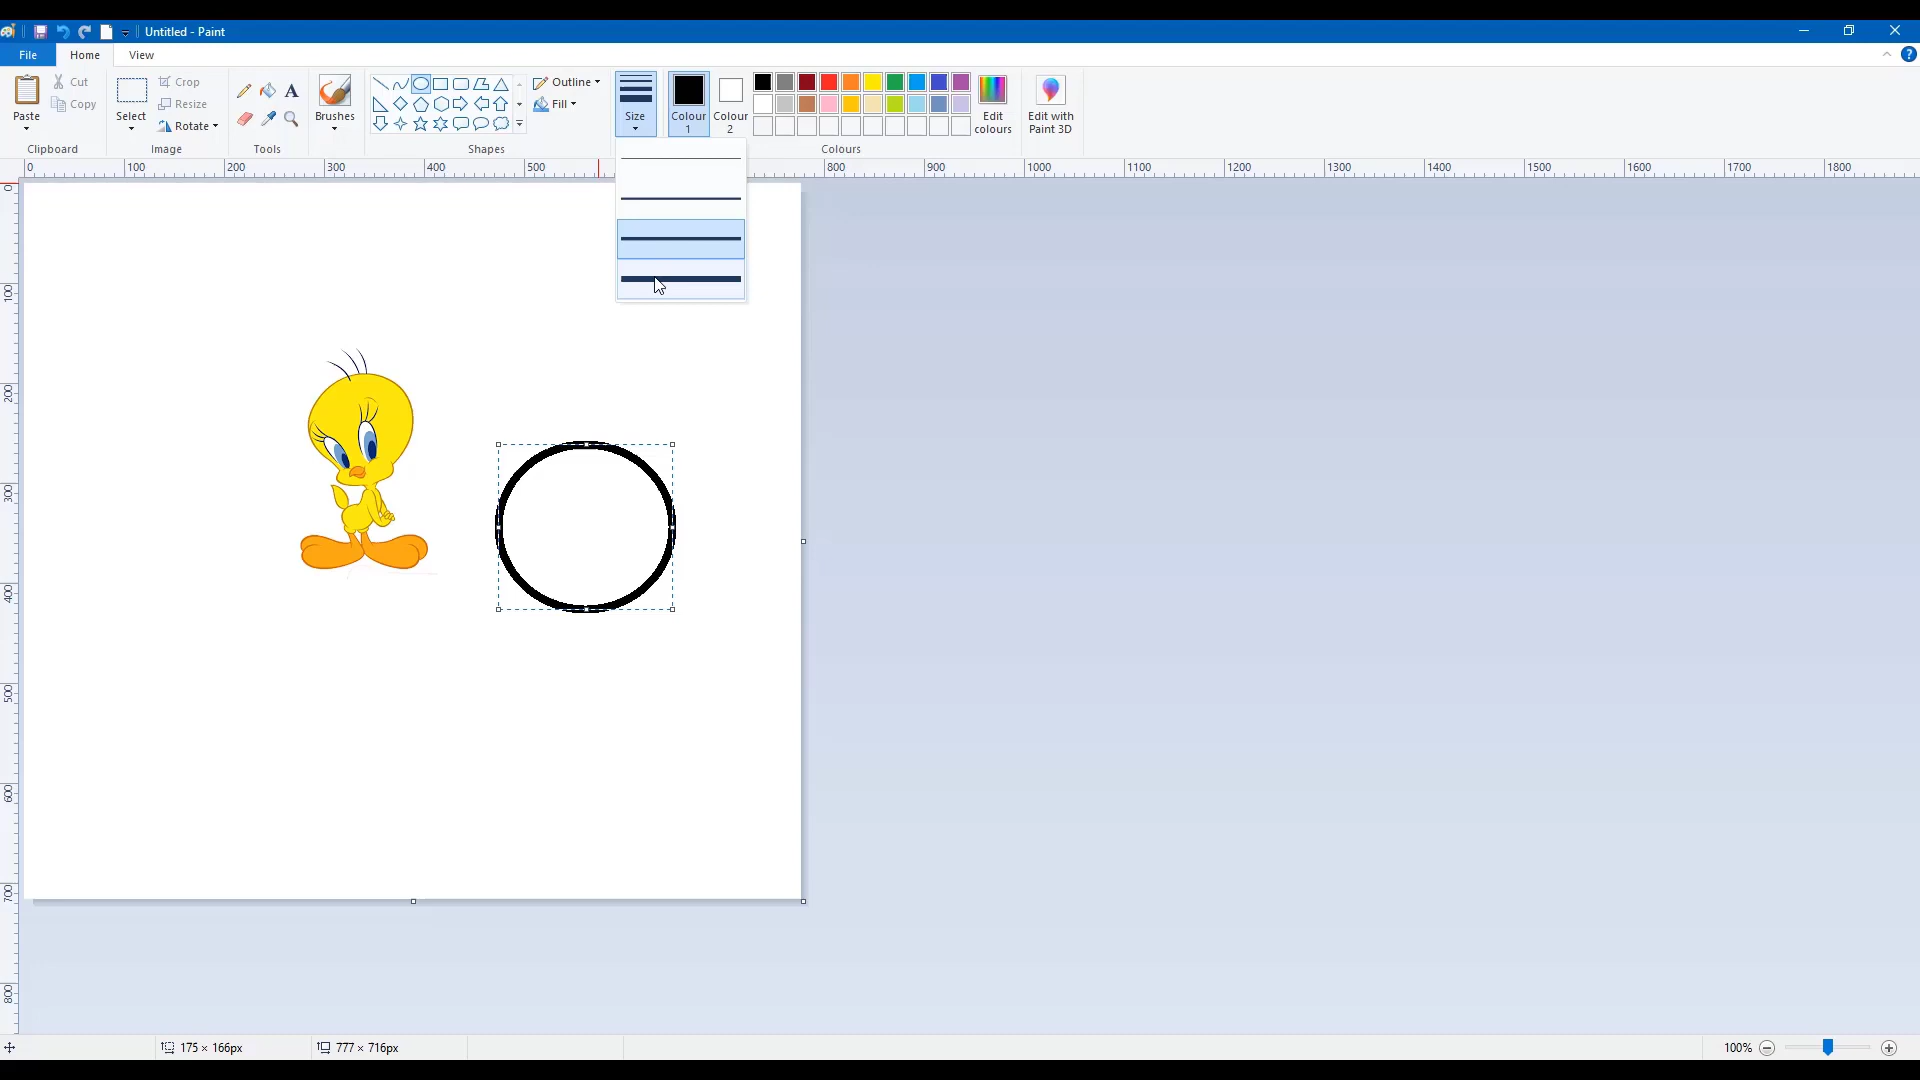 Untitled - Paint
File Home View
Paste Cut Copy Clipboard
Select Crop Resize Rotate Image
A Tools
Brushes
Shapes
Outline Fill
Size
Colour 1 Colour 2 Edit colours Colours
Edit with Paint 3D
0 100 200 300 400 500 800 900 1000 1100 1200 1300 1400 1500 1600 1700 1800
0
100
200
300
400
500
600
700
800
175 × 166px 777 × 716px 100%